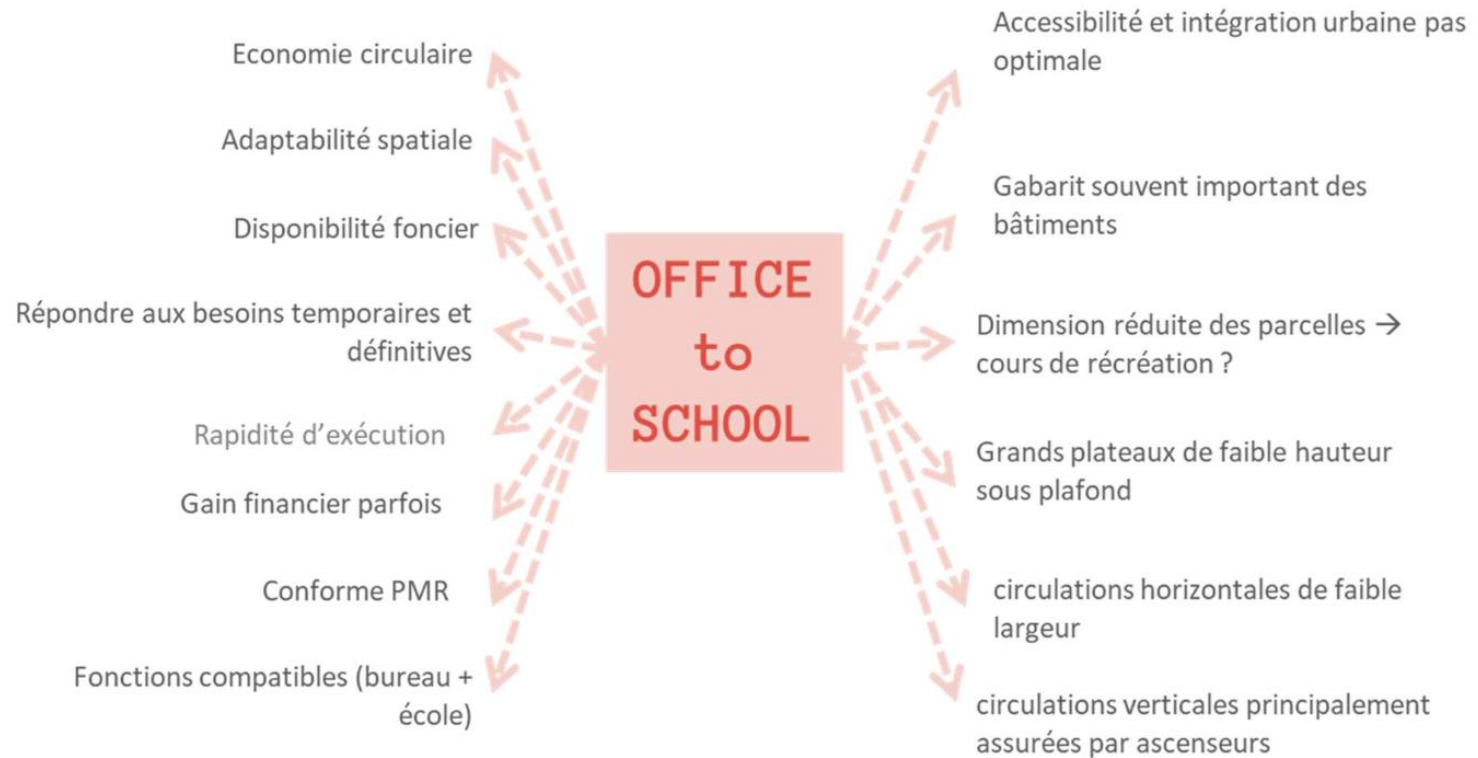 Economie circulaire
Adaptabilité spatiale
Disponibilité foncier
Répondre aux besoins temporaires et
définitives
Rapidité d'exécution
Gain financier parfois
Conforme PMR
Fonctions compatibles (bureau +
école)
OFFICE
to
SCHOOL
Accessibilité et intégration urbaine pas
optimale
Gabarit souvent important des
bâtiments
Dimension réduite des parcelles →
cours de récréation ?
Grands plateaux de faible hauteur
sous plafond
circulations horizontales de faible
largeur
circulations verticales principalement
assurées par ascenseurs